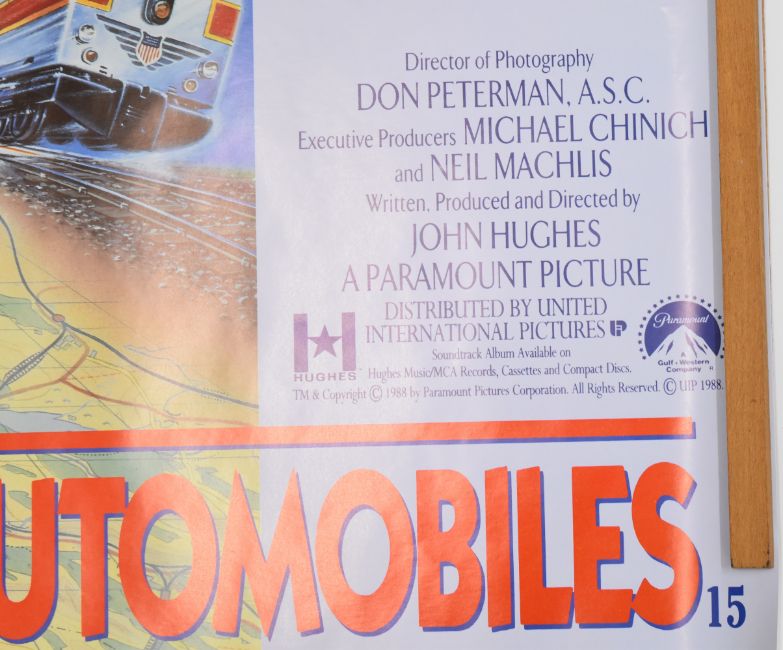 Director of Photography
DON PETERMAN, A.S.C.
Executive Producers MICHAEL CHINICH
and NEIL MACHLIS
Written, Produced and Directed by
JOHN HUGHES
A PARAMOUNT PICTURE
DISTRIBUTED BY UNITED
INTERNATIONAL PICTURES
H
HUGHES
Paramount
A
Gulf + Western
Company
Soundtrack Album Available on
Hughes Music/MCA Records, Cassettes and Compact Discs.
TM & Copyright © 1988 by Paramount Pictures Corporation. All Rights Reserved. © UIP 1988.
UTOMOBILES
15